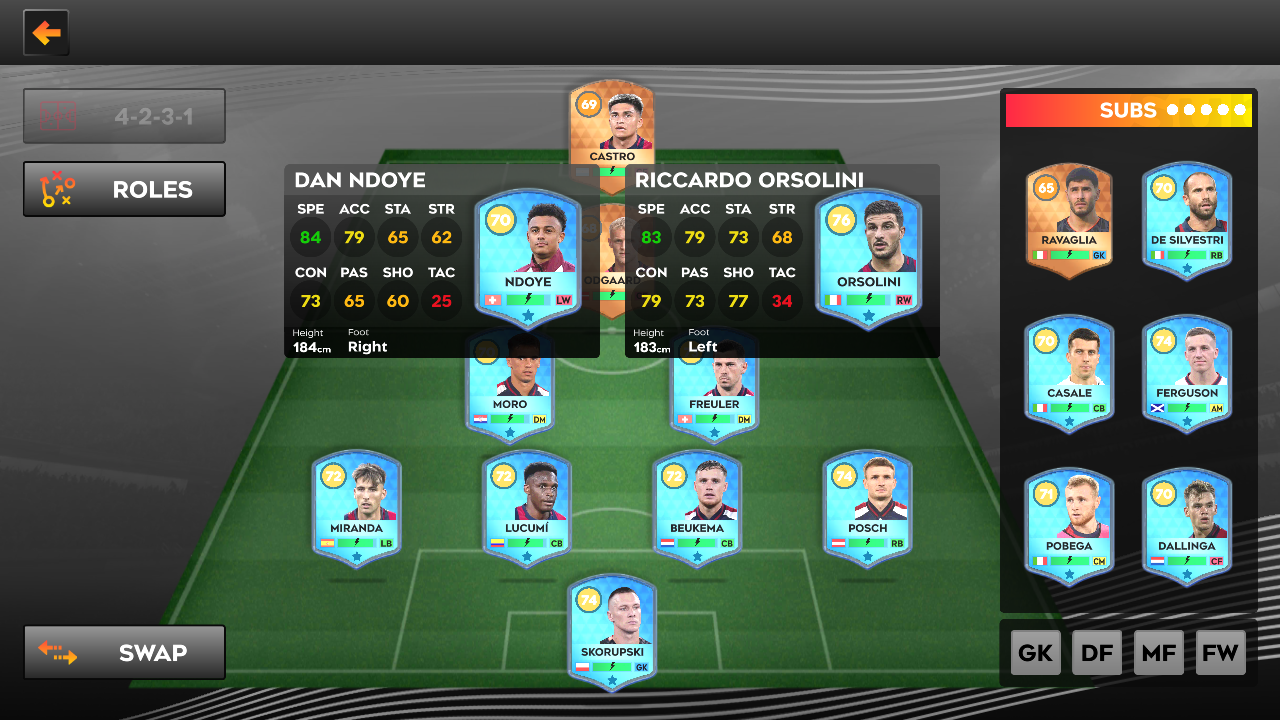 4-2-3-1
ROLES
SWAP
69
CASTRO
DAN NDOYE
SPE ACC STA STR
84 79 65 62
CON PAS SHO TAC
73 65 60 25
Height Foot
184cm Right
70
NDOYE
LW
RICCARDO ORSOLINI
SPE ACC STA STR
83 79 73 68
CON PAS SHO TAC
79 73 77 34
Height Foot
183cm Left
76
ORSOLINI
RW
68
ODGAARD
MORO
DM
FREULER
DM
72
MIRANDA
LB
72
LUCUMÍ
CB
72
BEUKEMA
CB
74
POSCH
RB
74
SKORUPSKI
GK
SUBS
65
RAVAGLIA
GK
70
DE SILVESTRI
RB
70
CASALE
CB
74
FERGUSON
AM
71
POBEGA
CM
70
DALLINGA
CF
GK DF MF FW